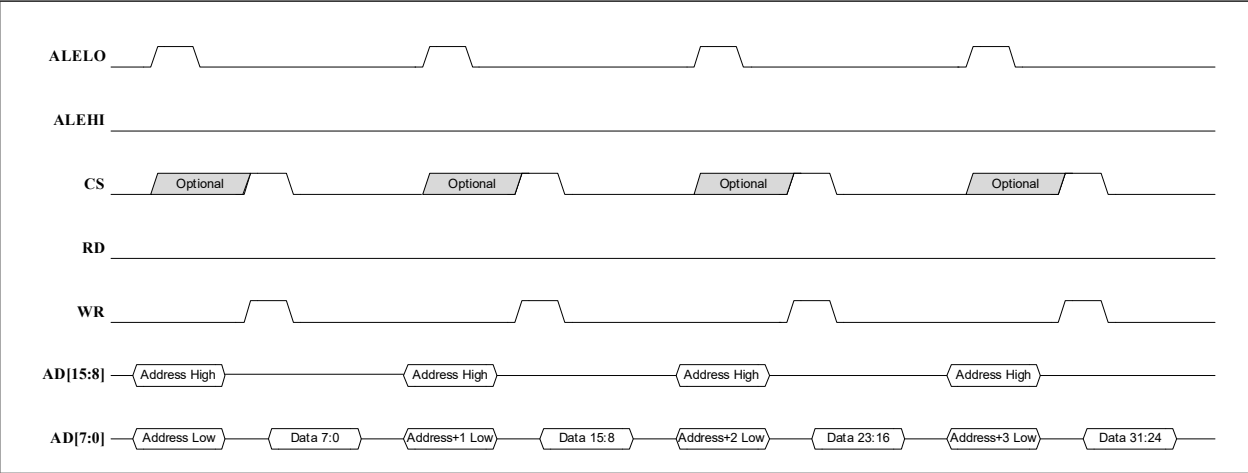 ALELO
ALEHI
CS Optional Optional Optional Optional
RD
WR
AD[15:8] Address High Address High Address High Address High
AD[7:0] Address Low Data 7:0 Address+1 Low Data 15:8 Address+2 Low Data 23:16 Address+3 Low Data 31:24